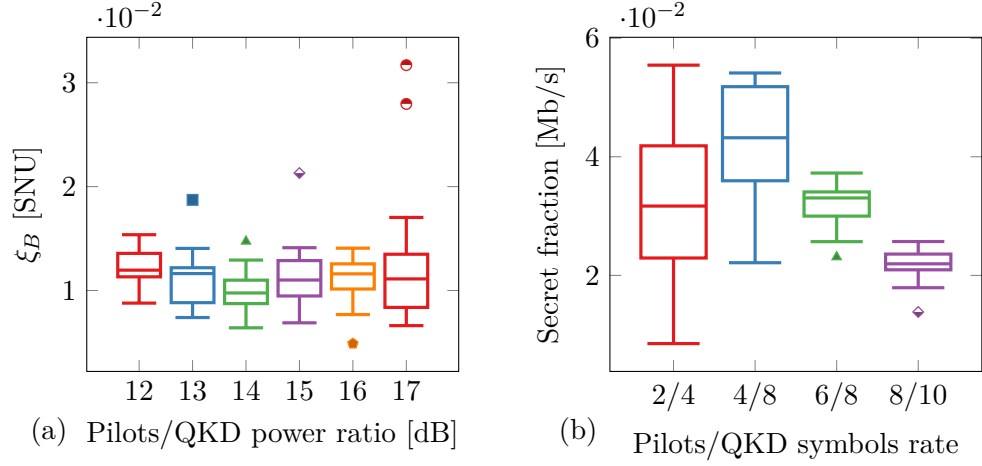 ·10⁻²
3
2
1
ξ_B [SNU]
12 13 14 15 16 17
(a) Pilots/QKD power ratio [dB]
·10⁻²
6
4
2
Secret fraction [Mb/s]
2/4 4/8 6/8 8/10
(b) Pilots/QKD symbols rate